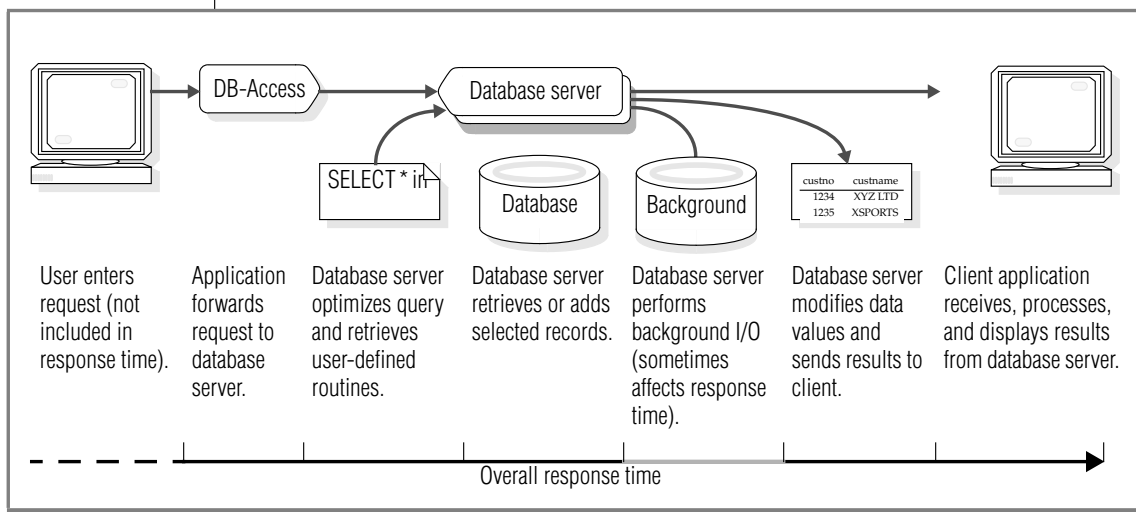 DB-Access
Database server
SELECT * in
Database
Background
custno custname
1234 XYZ LTD
1235 XSPORTS
User enters
request (not
included in
response time).
Application
forwards
request to
database
server.
Database server
optimizes query
and retrieves
user-defined
routines.
Database server
retrieves or adds
selected records.
Database server
performs
background I/O
(sometimes
affects response
time).
Database server
modifies data
values and
sends results to
client.
Client application
receives, processes,
and displays results
from database server.
Overall response time